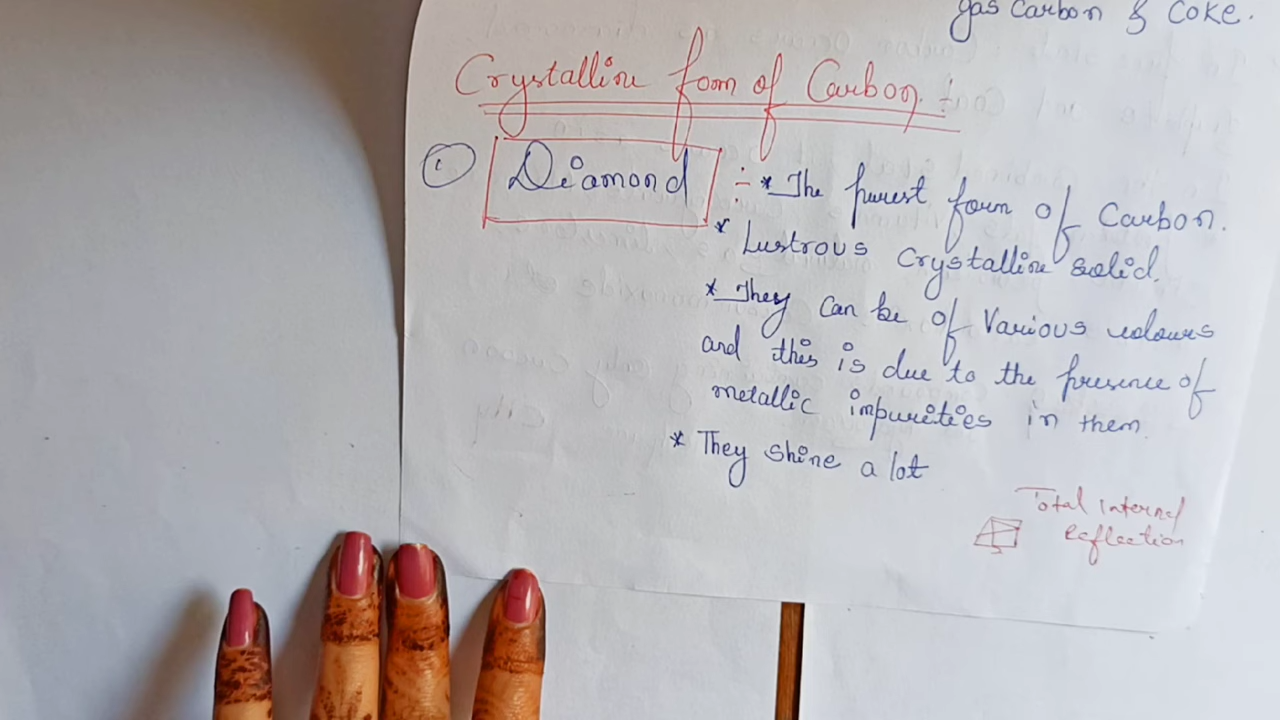 gas Carbon & Coke.
Crystalline form of Carbon :
① Diamond ÷ * The purest form of Carbon.
* Lustrous Crystalline solid.
* They can be of Various colours
and this is due to the presence of
metallic impurities in them.
* They shine a lot
Total internal
Reflection